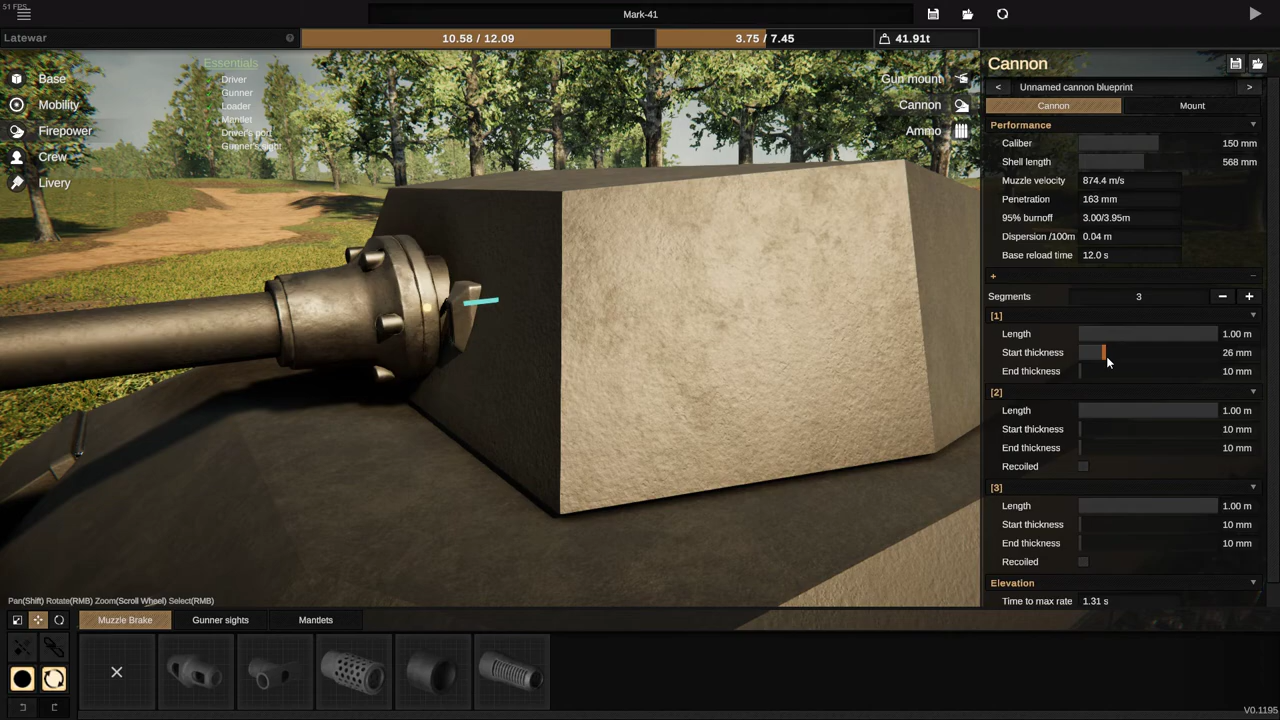 51 FPS
Mark-41
Latewar
10.58 / 12.09
3.75 / 7.45
41.91t
Base
Mobility
Firepower
Crew
Livery
Essentials
Driver
Gunner
Loader
Mantlet
Driver's port
Gunner's sight
Gun mount
Cannon
Ammo
Cannon
< Unnamed cannon blueprint >
Cannon Mount
Performance
Caliber 150 mm
Shell length 568 mm
Muzzle velocity 874.4 m/s
Penetration 163 mm
95% burnoff 3.00/3.95m
Dispersion /100m 0.04 m
Base reload time 12.0 s
+ −
Segments 3 − +
[1]
Length 1.00 m
Start thickness 26 mm
End thickness 10 mm
[2]
Length 1.00 m
Start thickness 10 mm
End thickness 10 mm
Recoiled
[3]
Length 1.00 m
Start thickness 10 mm
End thickness 10 mm
Recoiled
Elevation
Time to max rate 1.31 s
Pan(Shift) Rotate(RMB) Zoom(Scroll Wheel) Select(RMB)
Muzzle Brake Gunner sights Mantlets
V0.1195